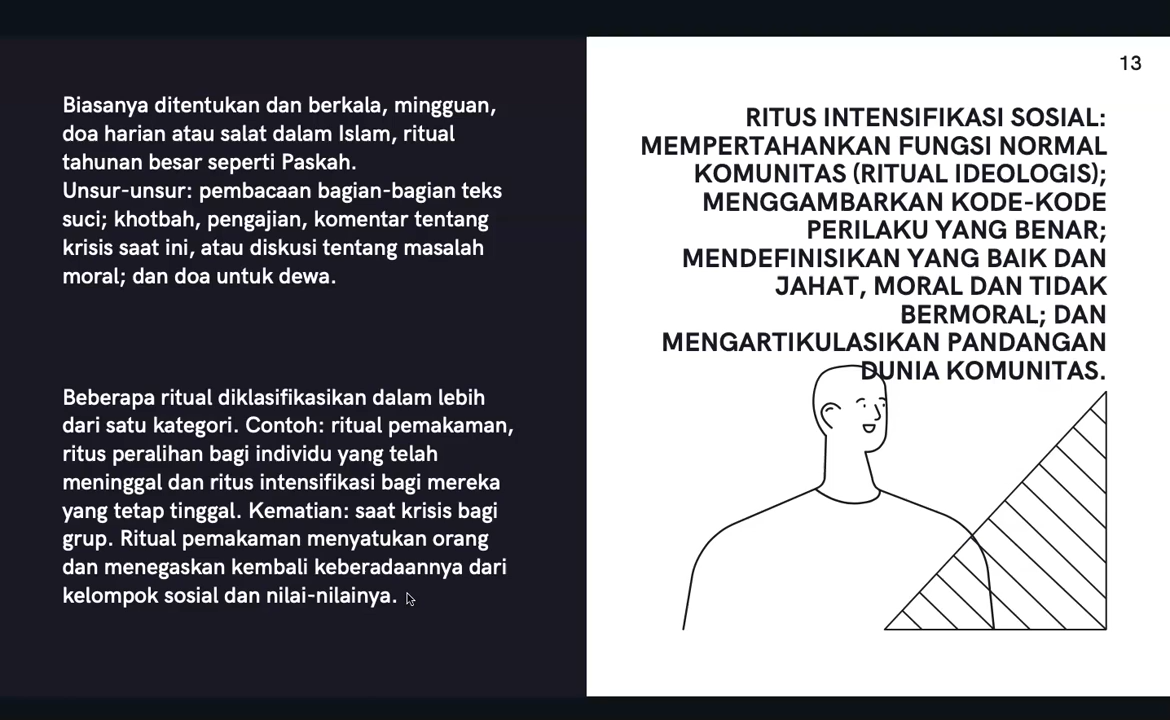 Biasanya ditentukan dan berkala, mingguan,
doa harian atau salat dalam Islam, ritual
tahunan besar seperti Paskah.
Unsur-unsur: pembacaan bagian-bagian teks
suci; khotbah, pengajian, komentar tentang
krisis saat ini, atau diskusi tentang masalah
moral; dan doa untuk dewa.
Beberapa ritual diklasifikasikan dalam lebih
dari satu kategori. Contoh: ritual pemakaman,
ritus peralihan bagi individu yang telah
meninggal dan ritus intensifikasi bagi mereka
yang tetap tinggal. Kematian: saat krisis bagi
grup. Ritual pemakaman menyatukan orang
dan menegaskan kembali keberadaannya dari
kelompok sosial dan nilai-nilainya.
13
RITUS INTENSIFIKASI SOSIAL:
MEMPERTAHANKAN FUNGSI NORMAL
KOMUNITAS (RITUAL IDEOLOGIS);
MENGGAMBARKAN KODE-KODE
PERILAKU YANG BENAR;
MENDEFINISIKAN YANG BAIK DAN
JAHAT, MORAL DAN TIDAK
BERMORAL; DAN
MENGARTIKULASIKAN PANDANGAN
DUNIA KOMUNITAS.